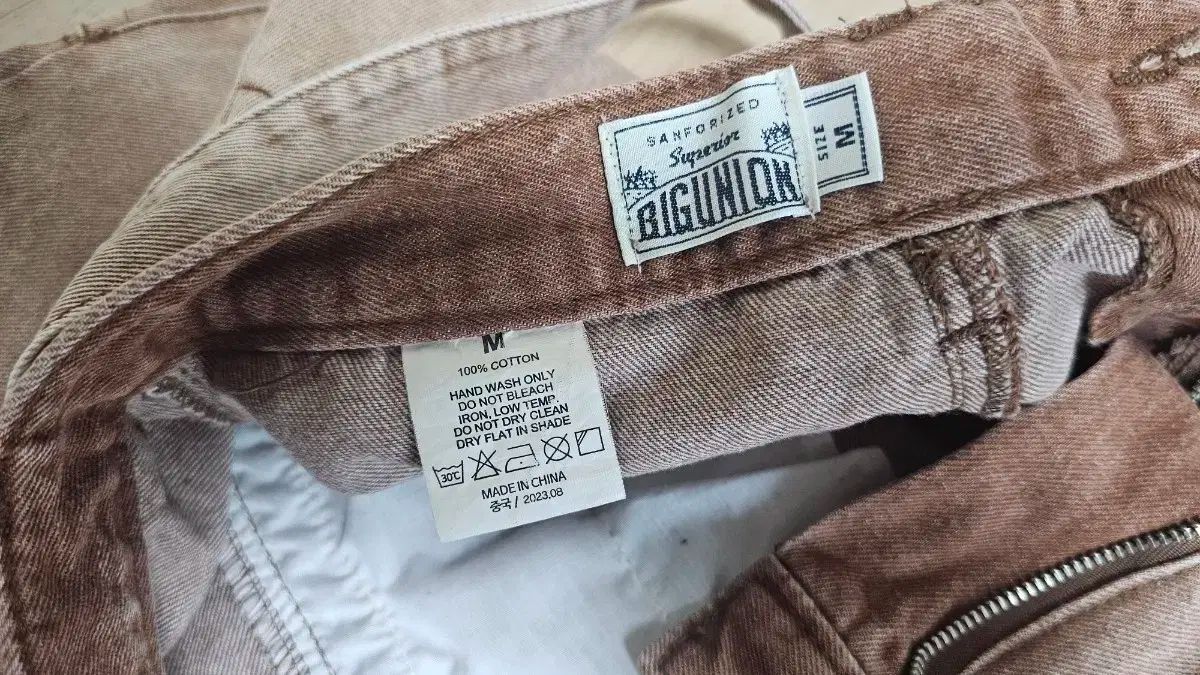 SANFORIZED
Superior
BIGUNION
SIZE
M
M
100% COTTON
HAND WASH ONLY
DO NOT BLEACH
IRON, LOW TEMP.
DO NOT DRY CLEAN
DRY FLAT IN SHADE
30℃
MADE IN CHINA
중국 / 2023.08